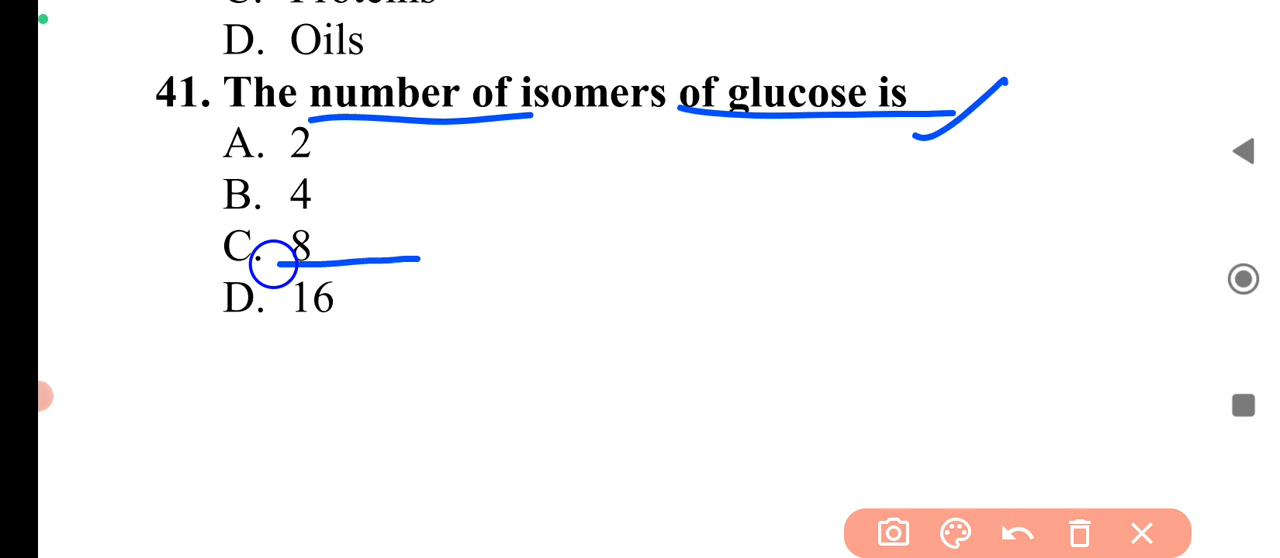 D. Oils
41. The number of isomers of glucose is
A. 2
B. 4
C. 8
D. 16